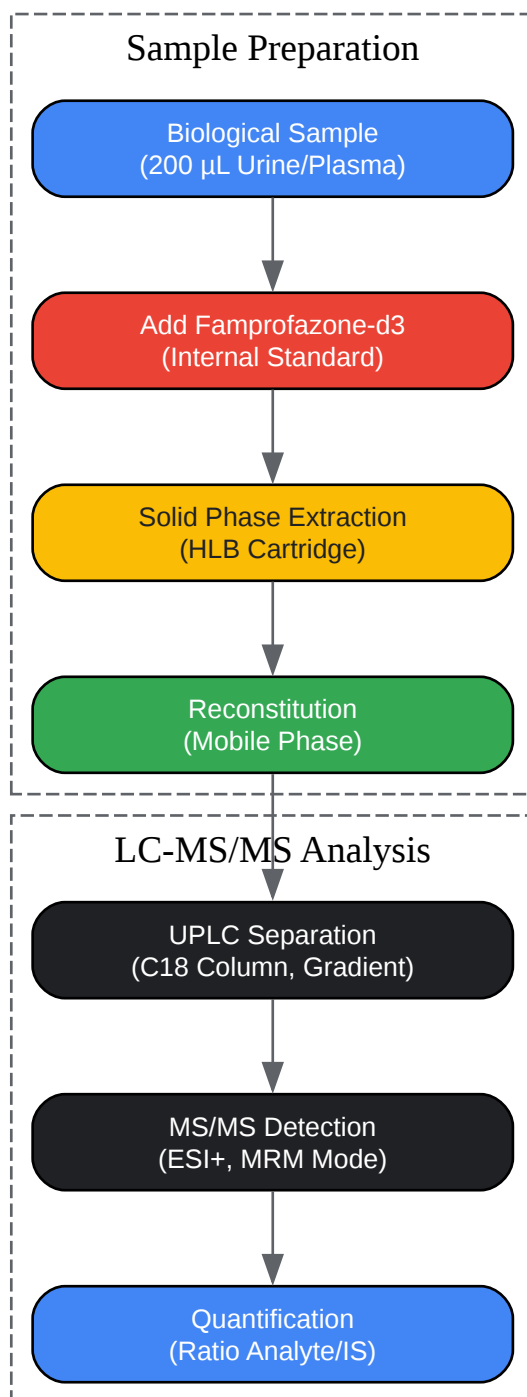 Sample Preparation
Biological Sample
(200 µL Urine/Plasma)
Add Famprofazone-d3
(Internal Standard)
Solid Phase Extraction
(HLB Cartridge)
Reconstitution
(Mobile Phase)
LC-MS/MS Analysis
UPLC Separation
(C18 Column, Gradient)
MS/MS Detection
(ESI+, MRM Mode)
Quantification
(Ratio Analyte/IS)